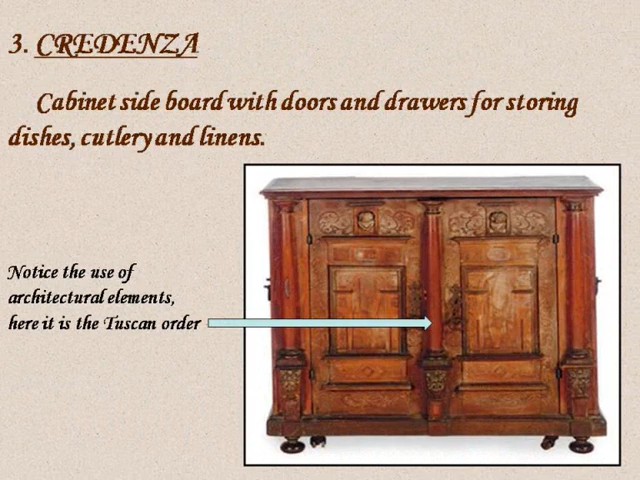 3. CREDENZA
Cabinet side board with doors and drawers for storing
dishes, cutlery and linens.
Notice the use of
architectural elements,
here it is the Tuscan order